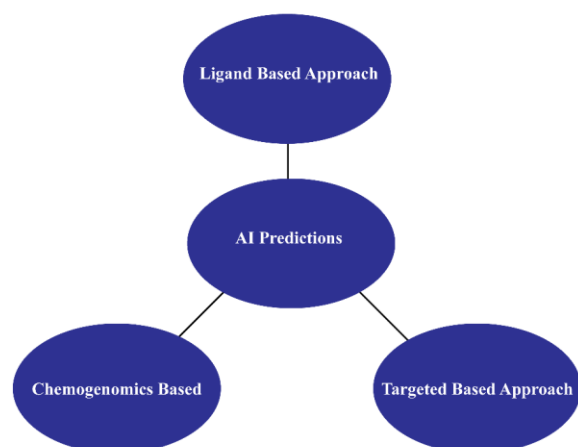 Ligand Based Approach
AI Predictions
Chemogenomics Based
Targeted Based Approach